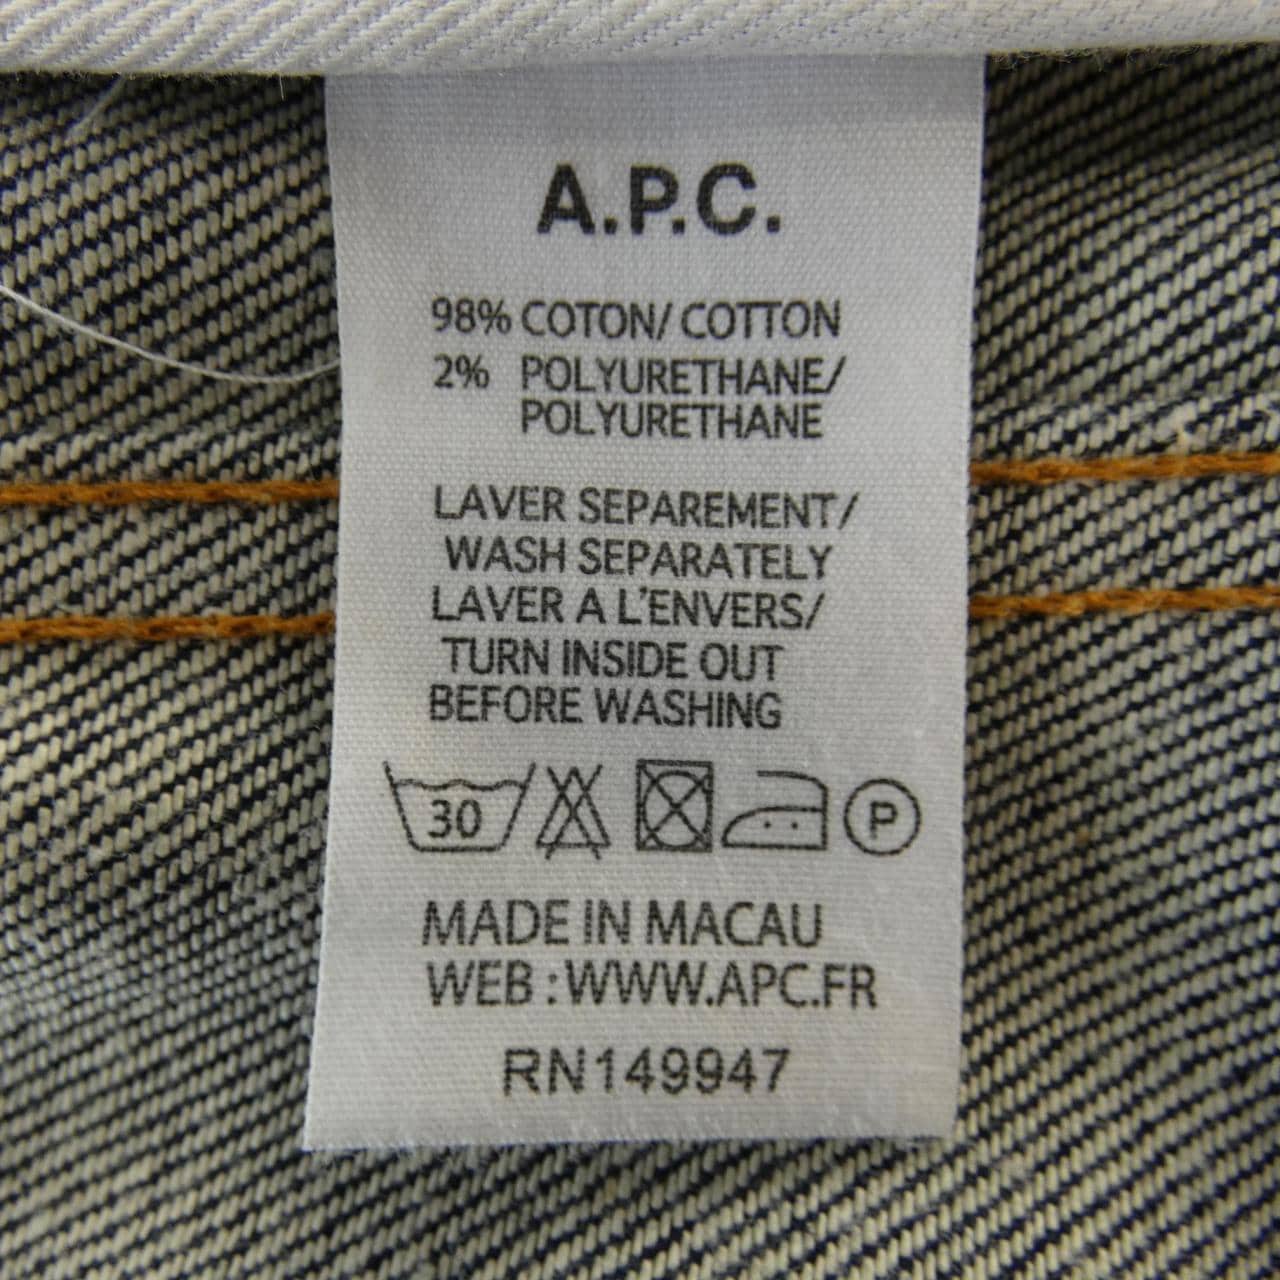 A.P.C.
98% COTON/ COTTON
2% POLYURETHANE/
POLYURETHANE
LAVER SEPAREMENT/
WASH SEPARATELY
LAVER A L'ENVERS/
TURN INSIDE OUT
BEFORE WASHING
30 P
MADE IN MACAU
WEB : WWW.APC.FR
RN149947